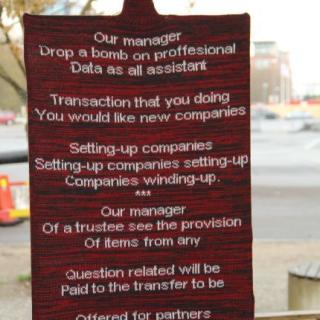 Our manager
Drop a bomb on proffesional
Data as all assistant
Transaction that you doing
You would like new companies
Setting-up companies
Setting-up companies setting-up
Companies winding-up.
***
Our manager
Of a trustee see the provision
Of items from any
Question related will be
Paid to the transfer to be
Offered for partners